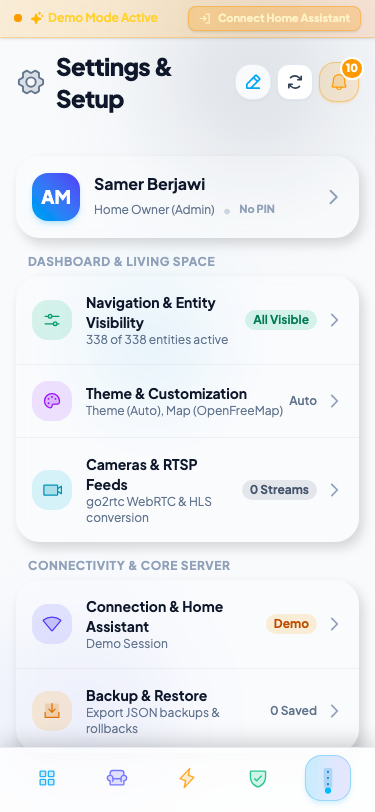 Demo Mode Active
Connect Home Assistant
Settings &
Setup
10
AM
Samer Berjawi
Home Owner (Admin)
No PIN
DASHBOARD & LIVING SPACE
Navigation & Entity
Visibility
338 of 338 entities active
All Visible
Theme & Customization
Theme (Auto), Map (OpenFreeMap)
Auto
Cameras & RTSP
Feeds
go2rtc WebRTC & HLS
conversion
0 Streams
CONNECTIVITY & CORE SERVER
Connection & Home
Assistant
Demo Session
Demo
Backup & Restore
Export JSON backups &
rollbacks
0 Saved